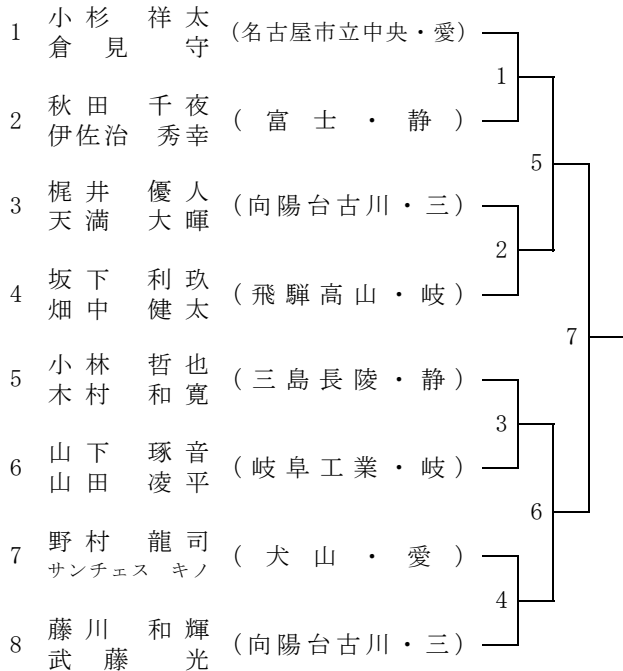 1 小杉 祥太 (名古屋市立中央・愛)
倉見 守
1
2 秋田 千夜 (富士・静)
伊佐治 秀幸
5
3 梶井 優人 (向陽台古川・三)
天満 大暉
2
4 坂下 利玖 (飛騨高山・岐)
畑中 健太
7
5 小林 哲也 (三島長陵・静)
木村 和寛
3
6 山下 琢音 (岐阜工業・岐)
山田 凌平
6
7 野村 龍司 (犬山・愛)
サンチェス キノ
4
8 藤川 和輝 (向陽台古川・三)
武藤 光